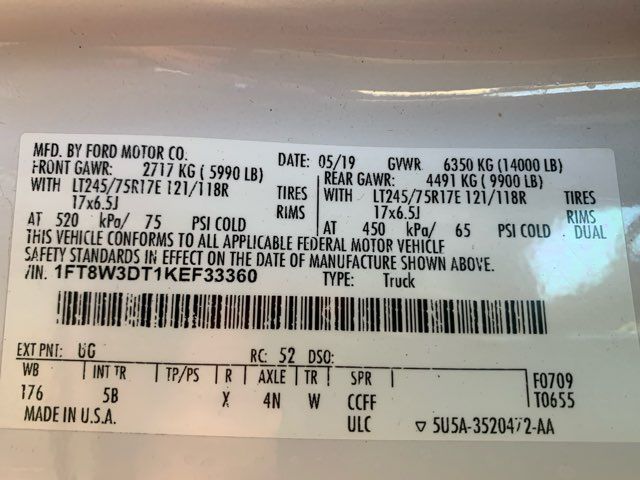 MFD. BY FORD MOTOR CO.
DATE: 05/19 GVWR 6350 KG (14000 LB)
FRONT GAWR: 2717 KG (5990 LB)
REAR GAWR: 4491 KG (9900 LB)
WITH LT245/75R17E 121/118R TIRES
WITH LT245/75R17E 121/118R TIRES
17x6.5J RIMS
17x6.5J RIMS
AT 520 kPa/ 75 PSI COLD
AT 450 kPa/ 65 PSI COLD DUAL
THIS VEHICLE CONFORMS TO ALL APPLICABLE FEDERAL MOTOR VEHICLE
SAFETY STANDARDS IN EFFECT ON THE DATE OF MANUFACTURE SHOWN ABOVE.
VIN: 1FT8W3DT1KEF33360 TYPE: Truck
EXT PNT: UG RC: 52 DSO:
WB INT TR TP/PS R AXLE TR SPR F0709
176 5B X 4N W CCFF T0655
MADE IN U.S.A. ULC ▽ 5U5A-3520472-AA